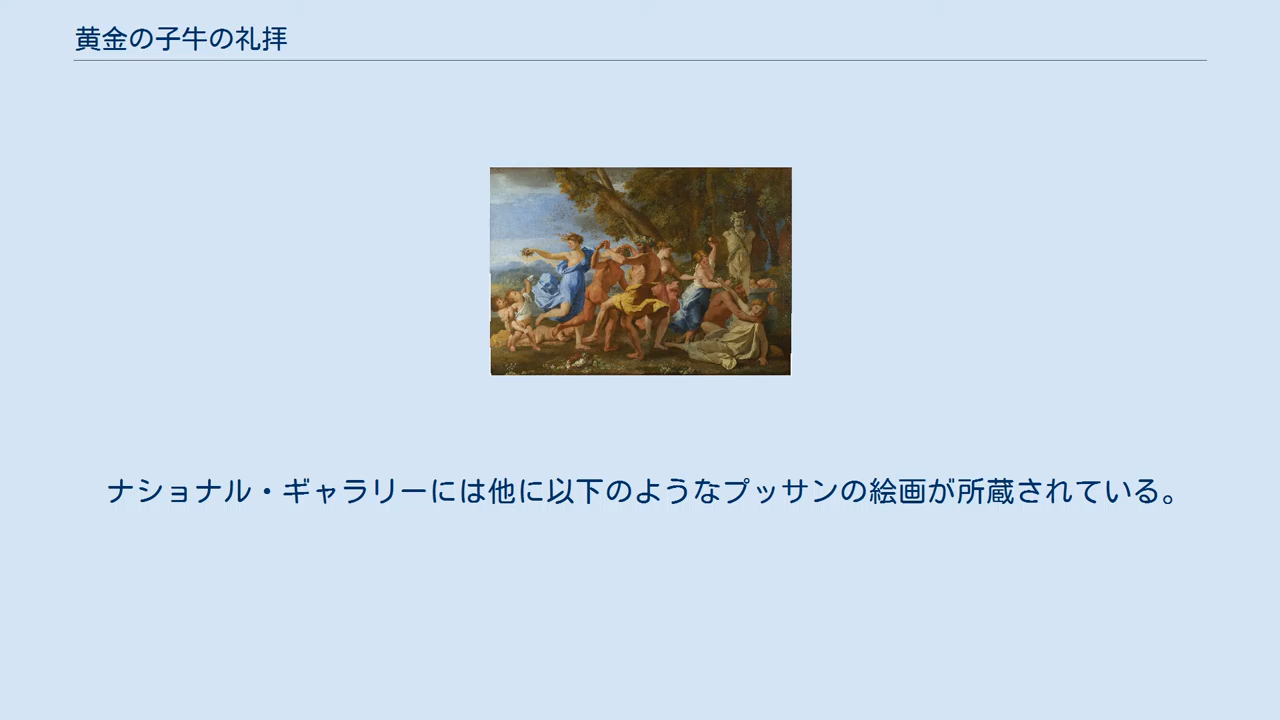 黄金の子牛の礼拝
ナショナル・ギャラリーには他に以下のようなプッサンの絵画が所蔵されている。